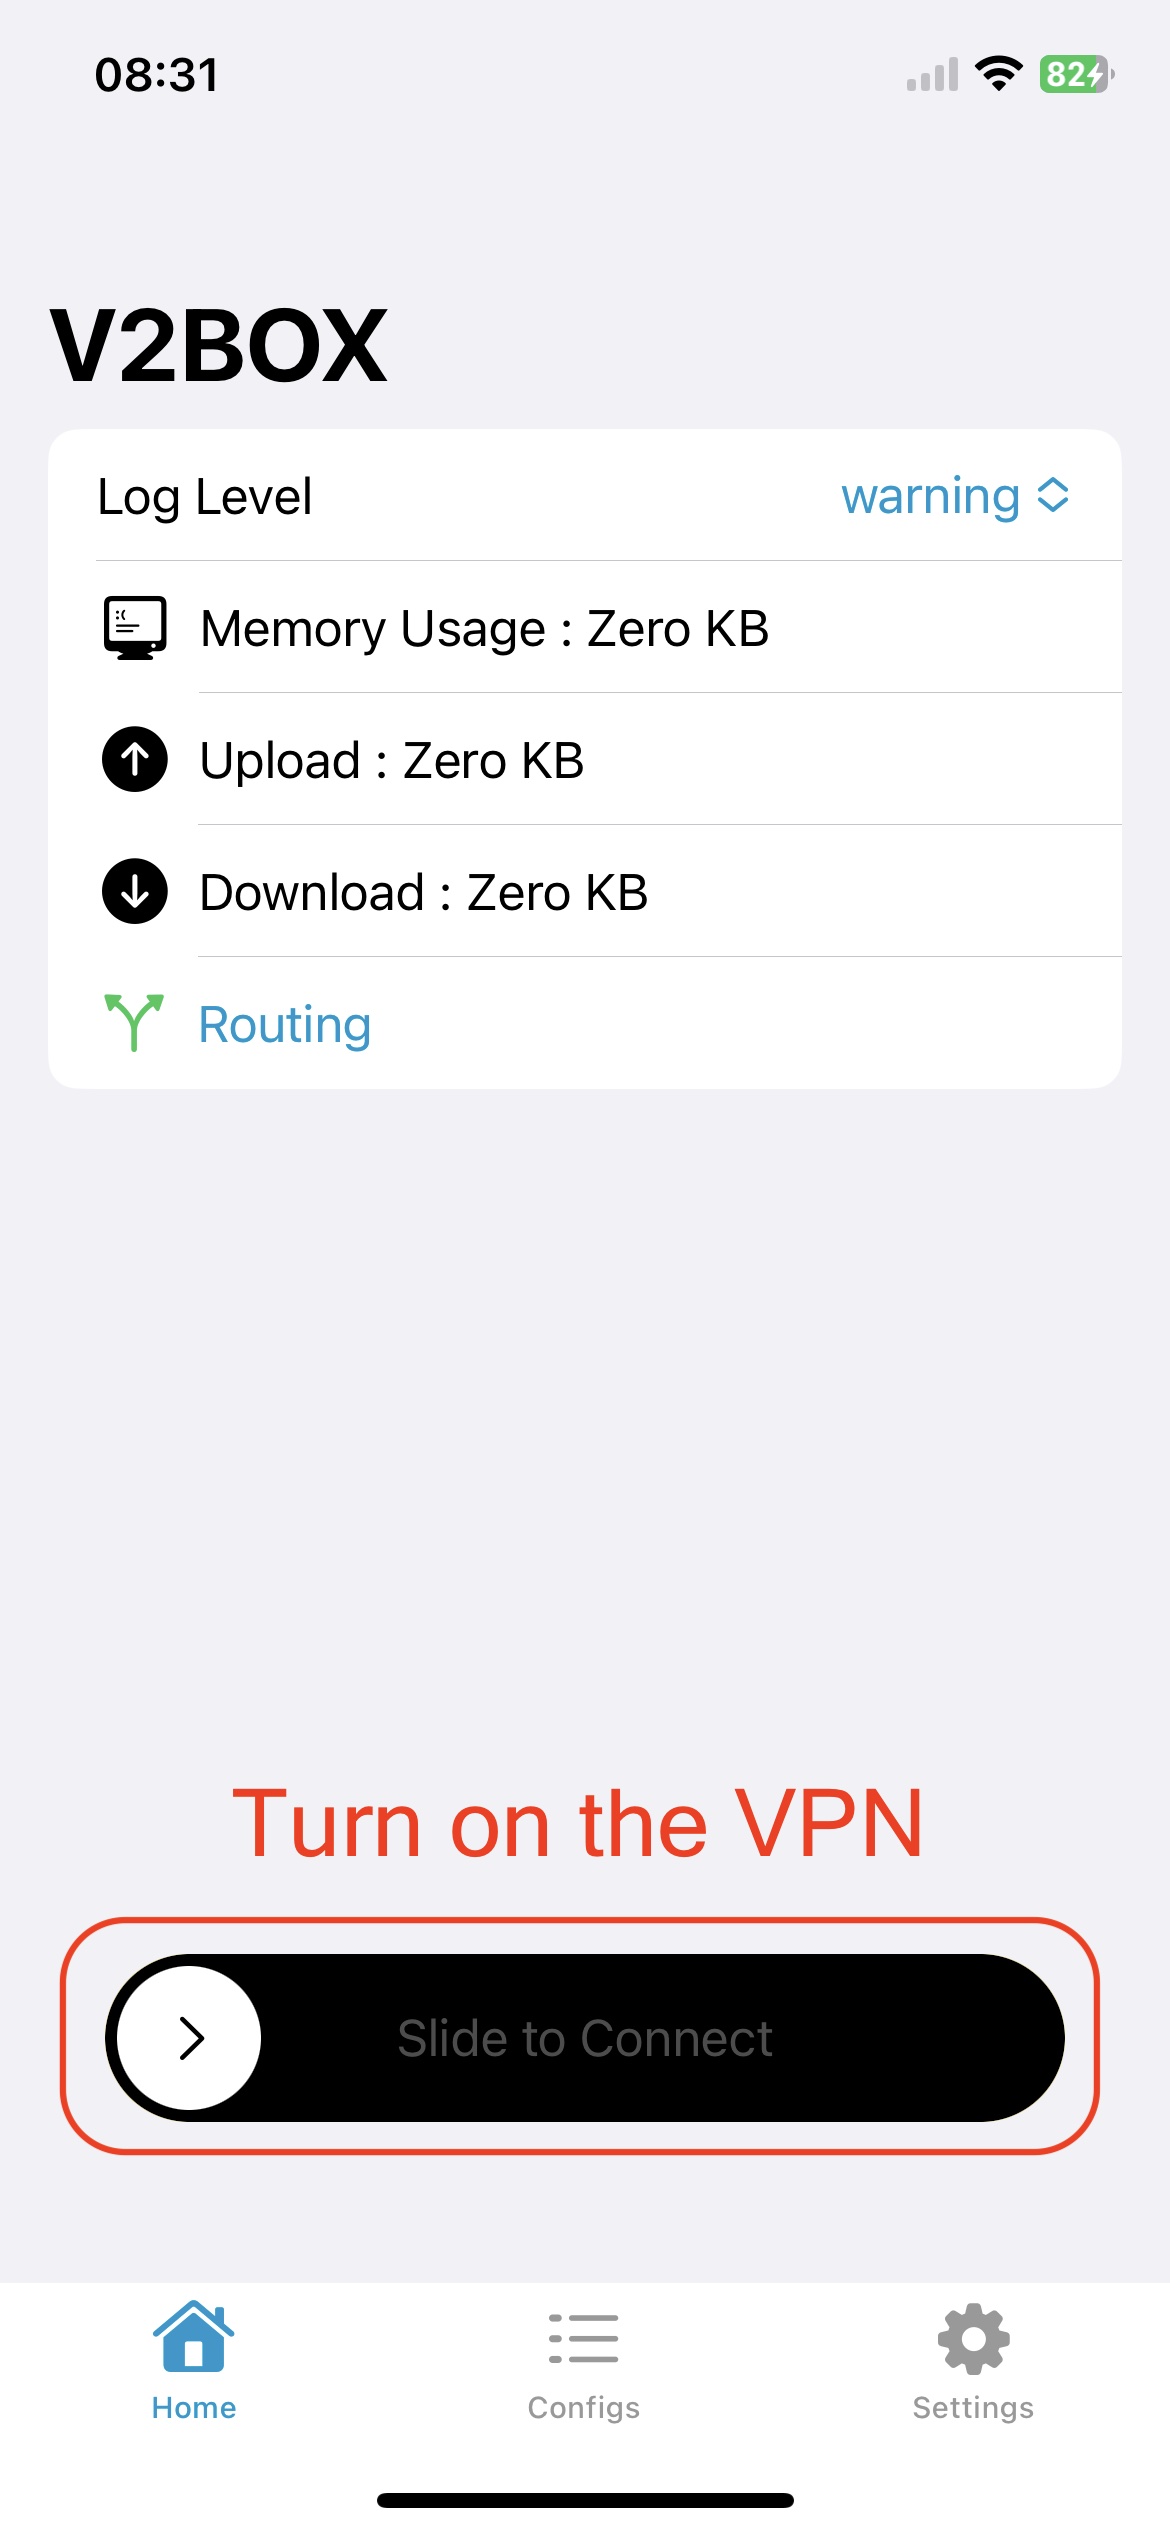 08:31
82
V2BOX
Log Level
warning
Memory Usage : Zero KB
Upload : Zero KB
Download : Zero KB
Routing
Turn on the VPN
Slide to Connect
Home
Configs
Settings